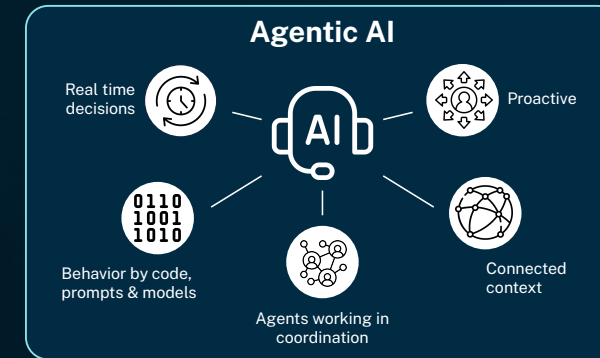 Agentic AI
Real time
decisions
AI
Proactive
0110
1001
1010
Behavior by code,
prompts & models
Connected
context
Agents working in
coordination